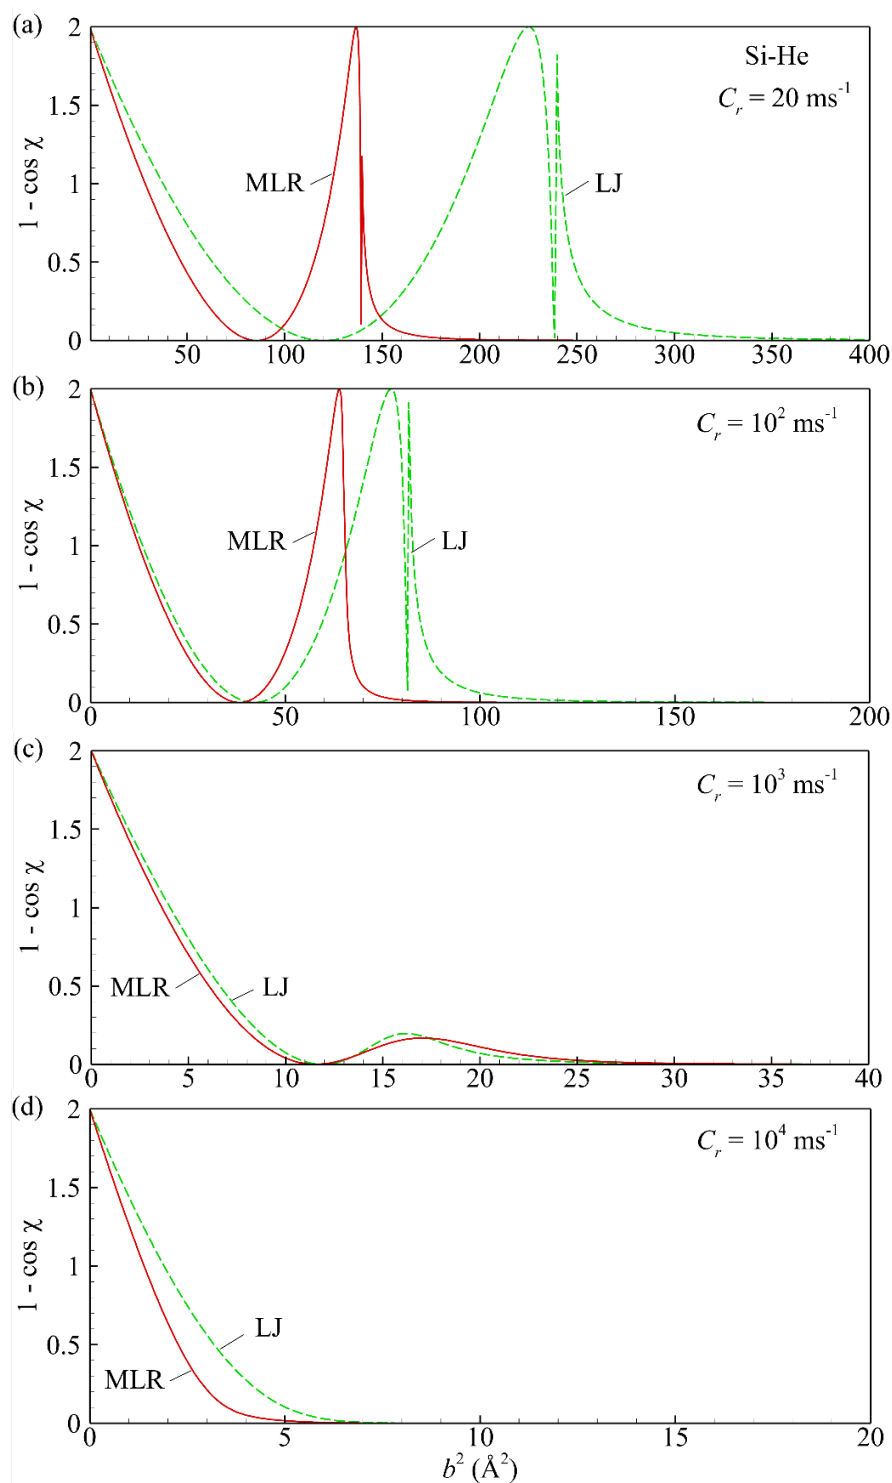 (a)
2
1.5
1
0.5
0
1 - cos χ
MLR
LJ
Si-He
C_r = 20 ms⁻¹
50 100 150 200 250 300 350 400
(b)
2
1.5
1
0.5
0
1 - cos χ
MLR
LJ
C_r = 10² ms⁻¹
0 50 100 150 200
(c)
2
1.5
1
0.5
0
1 - cos χ
MLR
LJ
C_r = 10³ ms⁻¹
0 5 10 15 20 25 30 35 40
(d)
2
1.5
1
0.5
0
1 - cos χ
MLR
LJ
C_r = 10⁴ ms⁻¹
0 5 10 15 20
b² (Å²)